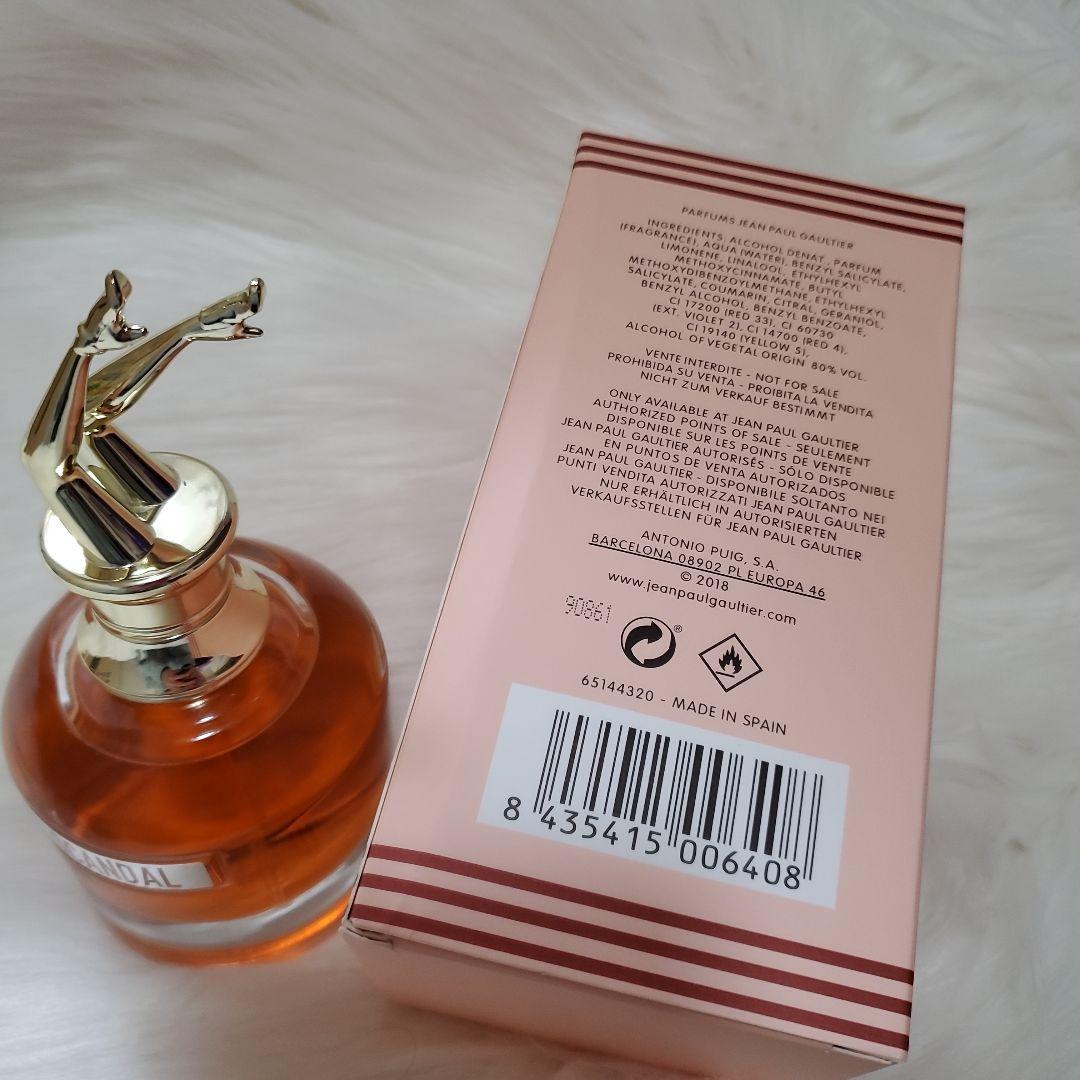 PARFUMS JEAN PAUL GAULTIER
INGREDIENTS: ALCOHOL DENAT., PARFUM
(FRAGRANCE), AQUA (WATER), BENZYL SALICYLATE,
LIMONENE, LINALOOL, ETHYLHEXYL
METHOXYCINNAMATE, BUTYL
METHOXYDIBENZOYLMETHANE, ETHYLHEXYL
SALICYLATE, COUMARIN, CITRAL, GERANIOL,
BENZYL ALCOHOL, BENZYL BENZOATE,
CI 17200 (RED 33), CI 60730
(EXT. VIOLET 2), CI 14700 (RED 4),
CI 19140 (YELLOW 5),
ALCOHOL OF VEGETAL ORIGIN 80% VOL.
VENTE INTERDITE - NOT FOR SALE
PROHIBIDA SU VENTA - PROIBITA LA VENDITA
NICHT ZUM VERKAUF BESTIMMT
ONLY AVAILABLE AT JEAN PAUL GAULTIER
AUTHORIZED POINTS OF SALE - SEULEMENT
DISPONIBLE SUR LES POINTS DE VENTE
JEAN PAUL GAULTIER AUTORISÉS - SÓLO DISPONIBLE
EN PUNTOS DE VENTA AUTORIZADOS
JEAN PAUL GAULTIER - DISPONIBILE SOLTANTO NEI
PUNTI VENDITA AUTORIZZATI JEAN PAUL GAULTIER
NUR ERHÄLTLICH IN AUTORISIERTEN
VERKAUFSSTELLEN FÜR JEAN PAUL GAULTIER
ANTONIO PUIG, S.A.
BARCELONA 08902 PL EUROPA 46
© 2018
www.jeanpaulgaultier.com
90861
®
65144320 - MADE IN SPAIN
8 435415 006408
SCANDAL